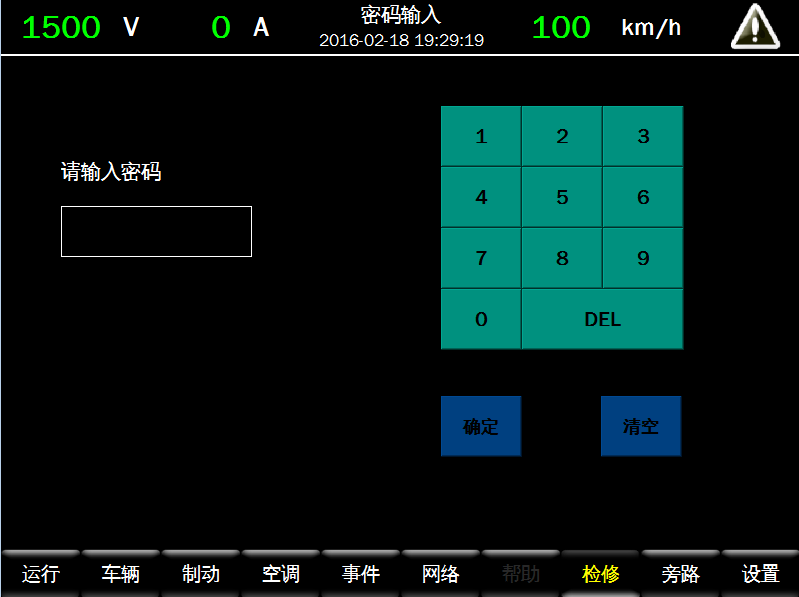 1500 V 0 A 密码输入 100 km/h
2016-02-18 19:29:19
请输入密码
1 2 3
4 5 6
7 8 9
0 DEL
确定 清空
运行 车辆 制动 空调 事件 网络 帮助 检修 旁路 设置